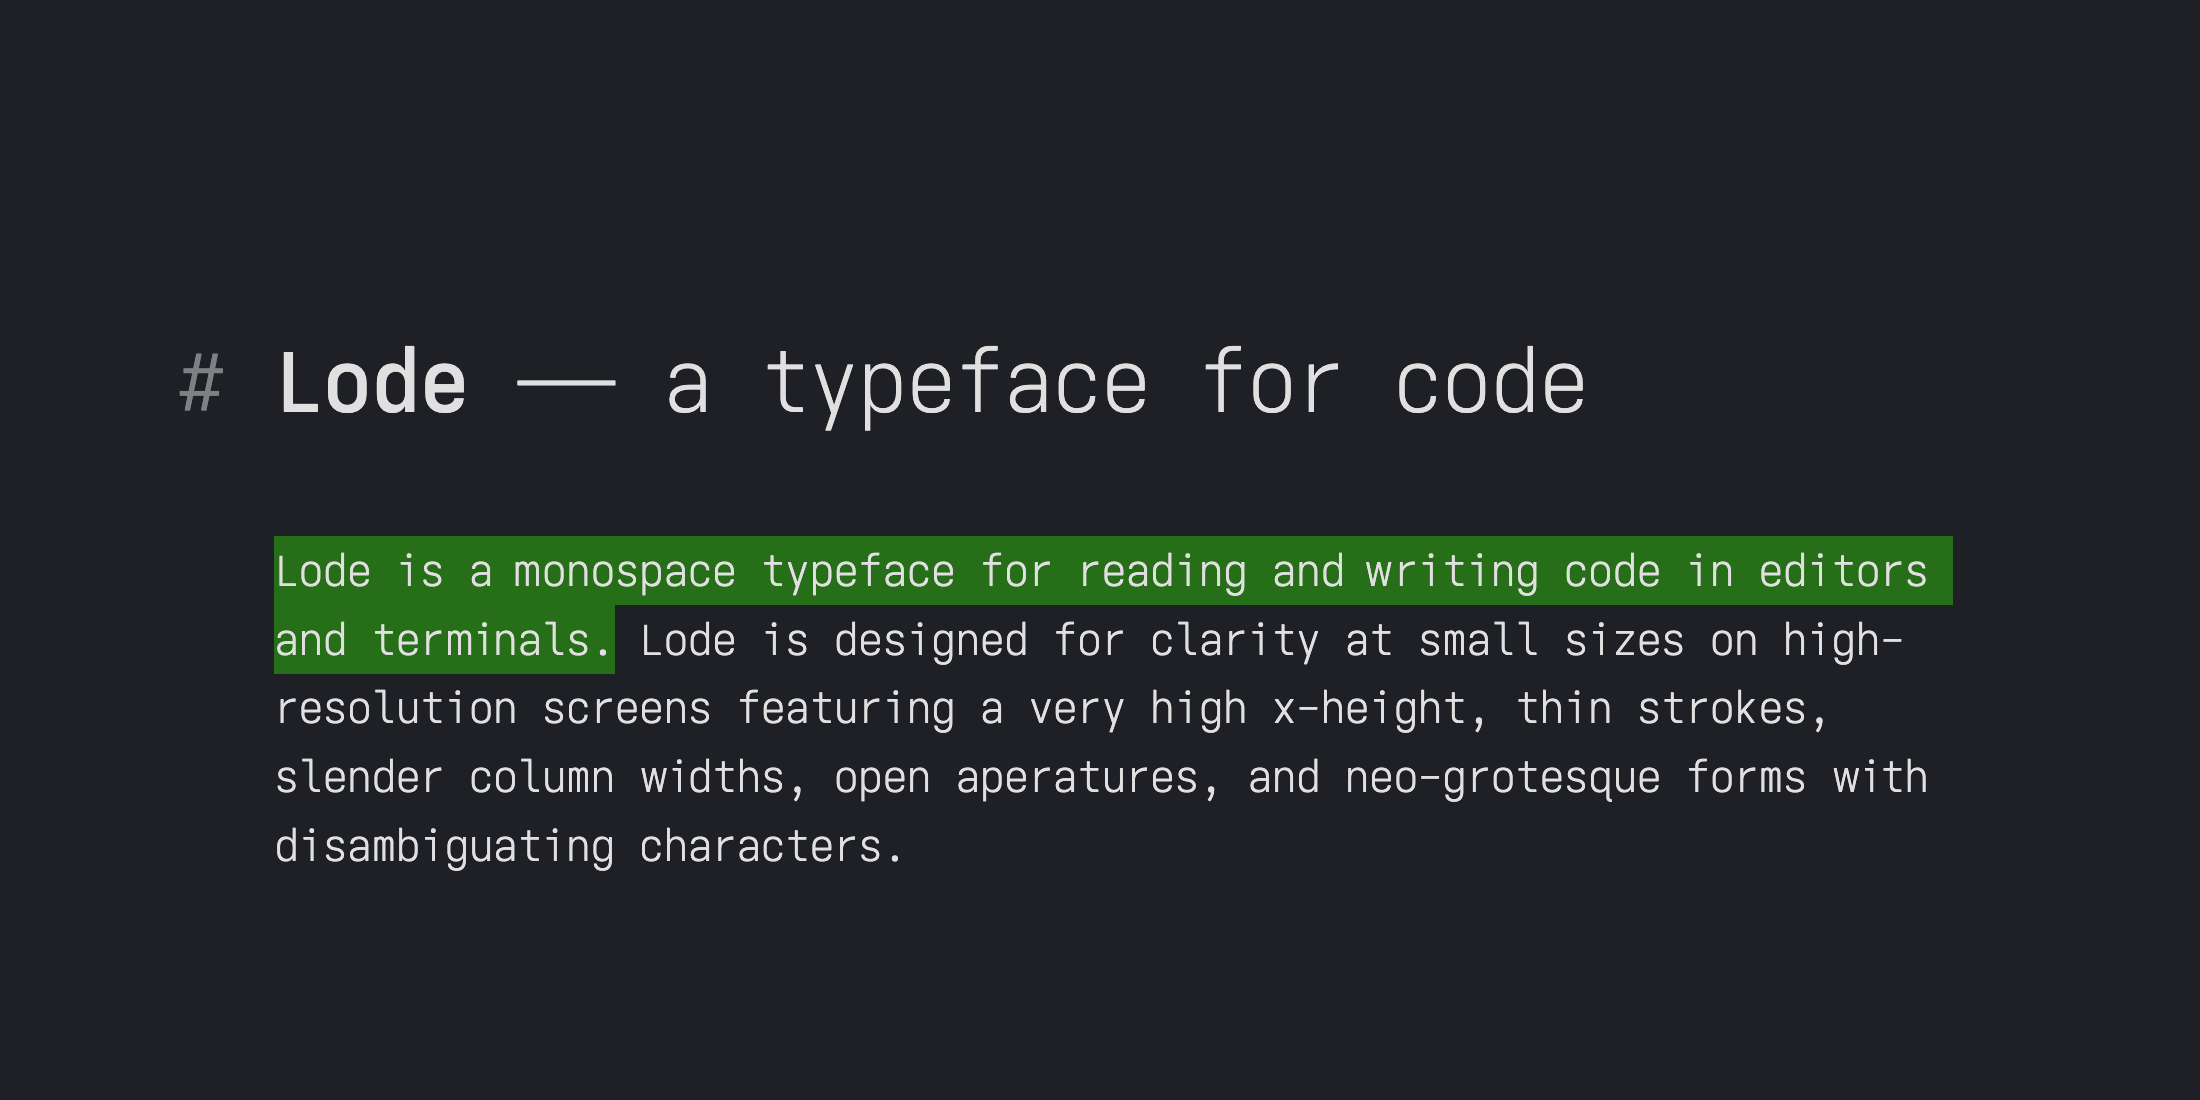 # Lode — a typeface for code
Lode is a monospace typeface for reading and writing code in editors
and terminals. Lode is designed for clarity at small sizes on high-
resolution screens featuring a very high x-height, thin strokes,
slender column widths, open aperatures, and neo-grotesque forms with
disambiguating characters.